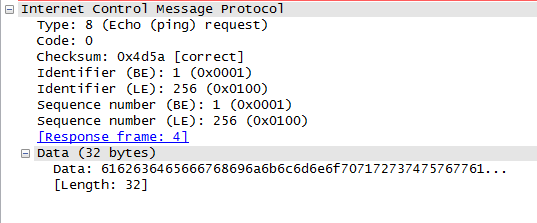 Internet Control Message Protocol
Type: 8 (Echo (ping) request)
Code: 0
Checksum: 0x4d5a [correct]
Identifier (BE): 1 (0x0001)
Identifier (LE): 256 (0x0100)
Sequence number (BE): 1 (0x0001)
Sequence number (LE): 256 (0x0100)
[Response frame: 4]
Data (32 bytes)
Data: 6162636465666768696a6b6c6d6e6f7071727374757677​61...
[Length: 32]